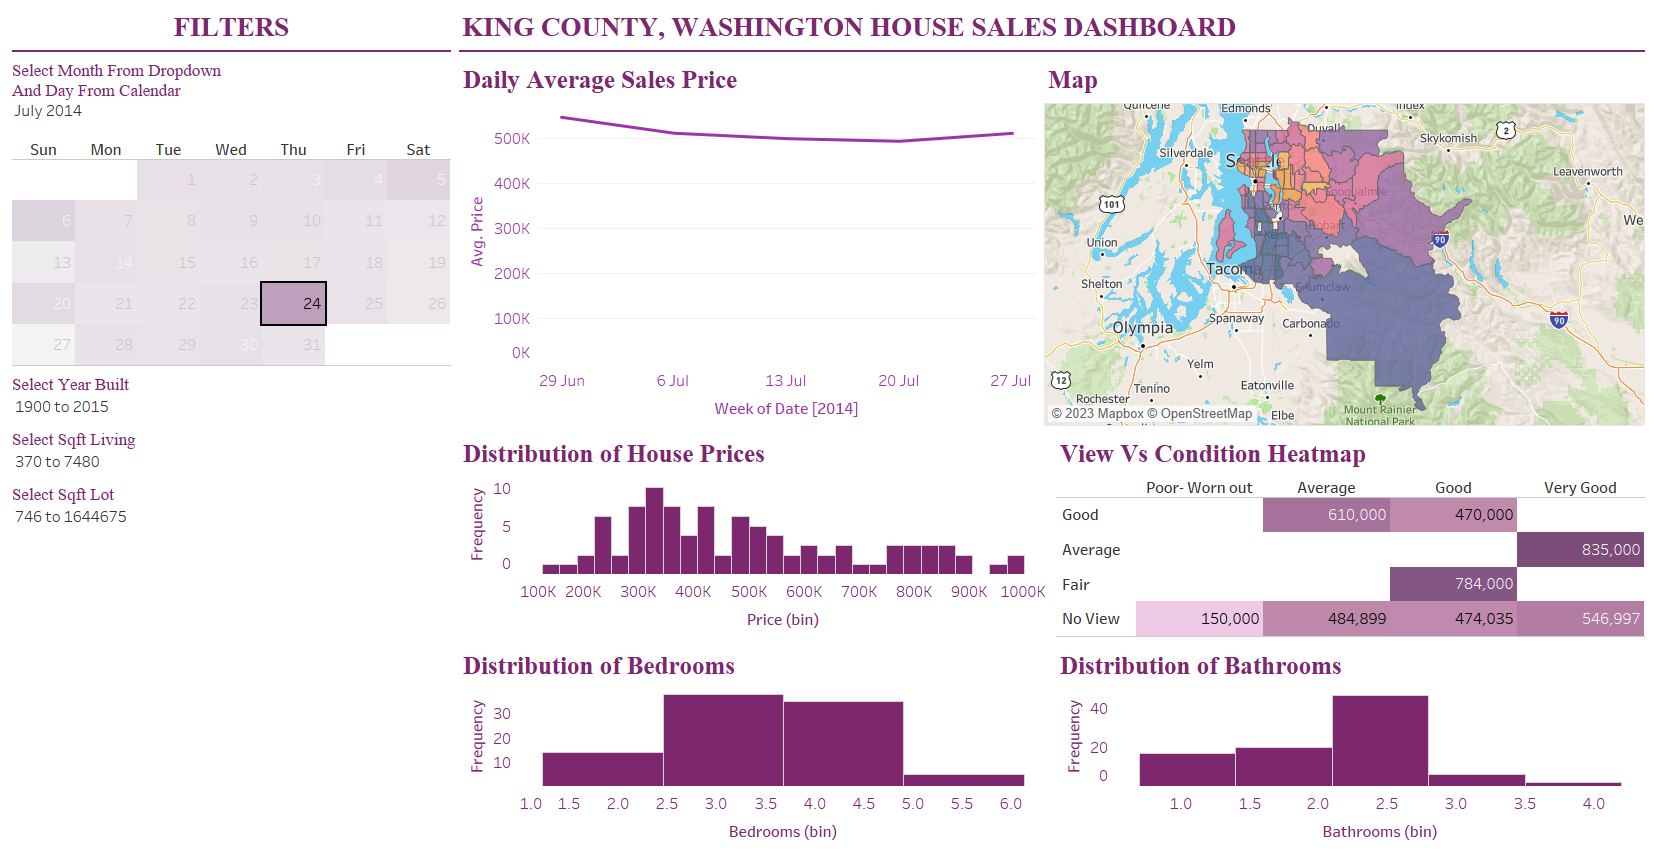 FILTERS
KING COUNTY, WASHINGTON HOUSE SALES DASHBOARD
Select Month From Dropdown
And Day From Calendar
July 2014
Sun Mon Tue Wed Thu Fri Sat
1 2 3 4 5
6 7 8 9 10 11 12
13 14 15 16 17 18 19
20 21 22 23 24 25 26
27 28 29 30 31
Select Year Built
1900 to 2015
Select Sqft Living
370 to 7480
Select Sqft Lot
746 to 1644675
Daily Average Sales Price
Avg. Price
500K
400K
300K
200K
100K
0K
29 Jun 6 Jul 13 Jul 20 Jul 27 Jul
Week of Date [2014]
Map
Quilcene Edmonds Index
Duvall Skykomish 2
Silverdale Seattle Leavenworth
Snoqualmie
101 Renton We
Union Kent Hobart 90
Tacoma
Shelton Enumclaw
Olympia Spanaway Carbonado 90
Yelm
12 Tenino Eatonville
Rochester Mount Rainier
© 2023 Mapbox © OpenStreetMap Elbe National Park
Distribution of House Prices
Frequency
10
5
0
100K 200K 300K 400K 500K 600K 700K 800K 900K 1000K
Price (bin)
View Vs Condition Heatmap
Poor- Worn out Average Good Very Good
Good 610,000 470,000
Average 835,000
Fair 784,000
No View 150,000 484,899 474,035 546,997
Distribution of Bedrooms
Frequency
30
20
10
1.0 1.5 2.0 2.5 3.0 3.5 4.0 4.5 5.0 5.5 6.0
Bedrooms (bin)
Distribution of Bathrooms
Frequency
40
20
0
1.0 1.5 2.0 2.5 3.0 3.5 4.0
Bathrooms (bin)